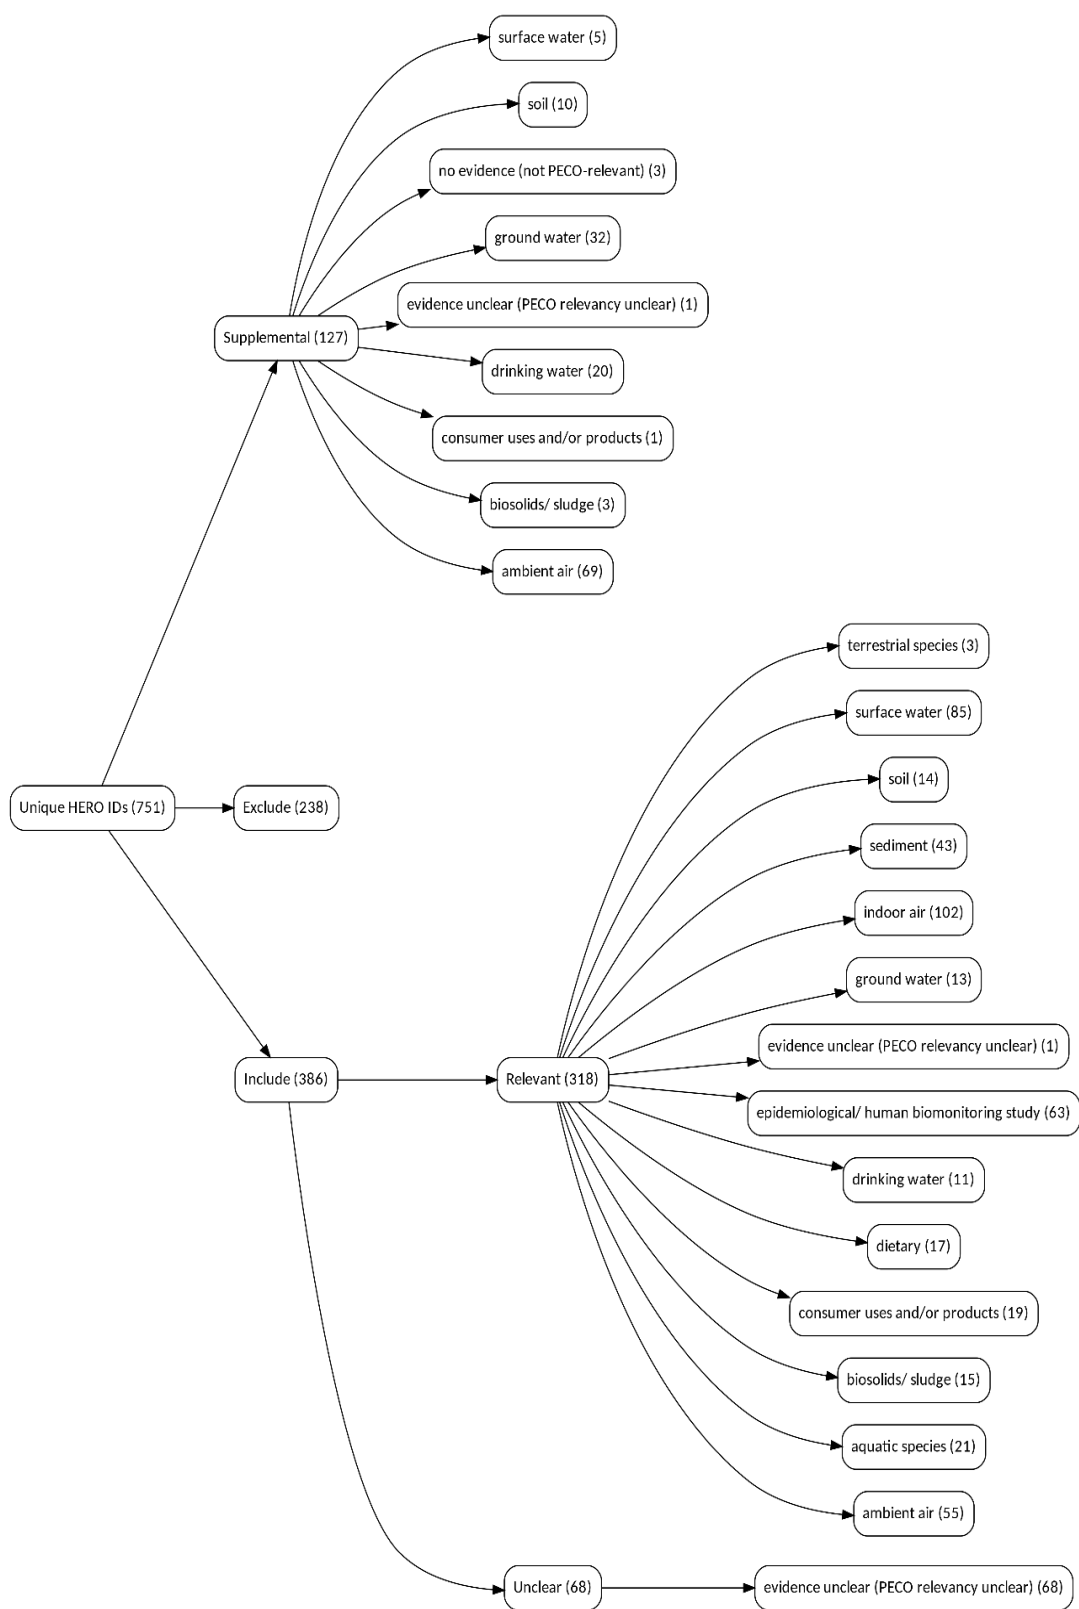 surface water (5)
soil (10)
no evidence (not PECO-relevant) (3)
ground water (32)
evidence unclear (PECO relevancy unclear) (1)
Supplemental (127)
drinking water (20)
consumer uses and/or products (1)
biosolids/ sludge (3)
ambient air (69)
terrestrial species (3)
surface water (85)
soil (14)
Unique HERO IDs (751)
Exclude (238)
sediment (43)
indoor air (102)
ground water (13)
evidence unclear (PECO relevancy unclear) (1)
Include (386)
Relevant (318)
epidemiological/ human biomonitoring study (63)
drinking water (11)
dietary (17)
consumer uses and/or products (19)
biosolids/ sludge (15)
aquatic species (21)
ambient air (55)
Unclear (68)
evidence unclear (PECO relevancy unclear) (68)